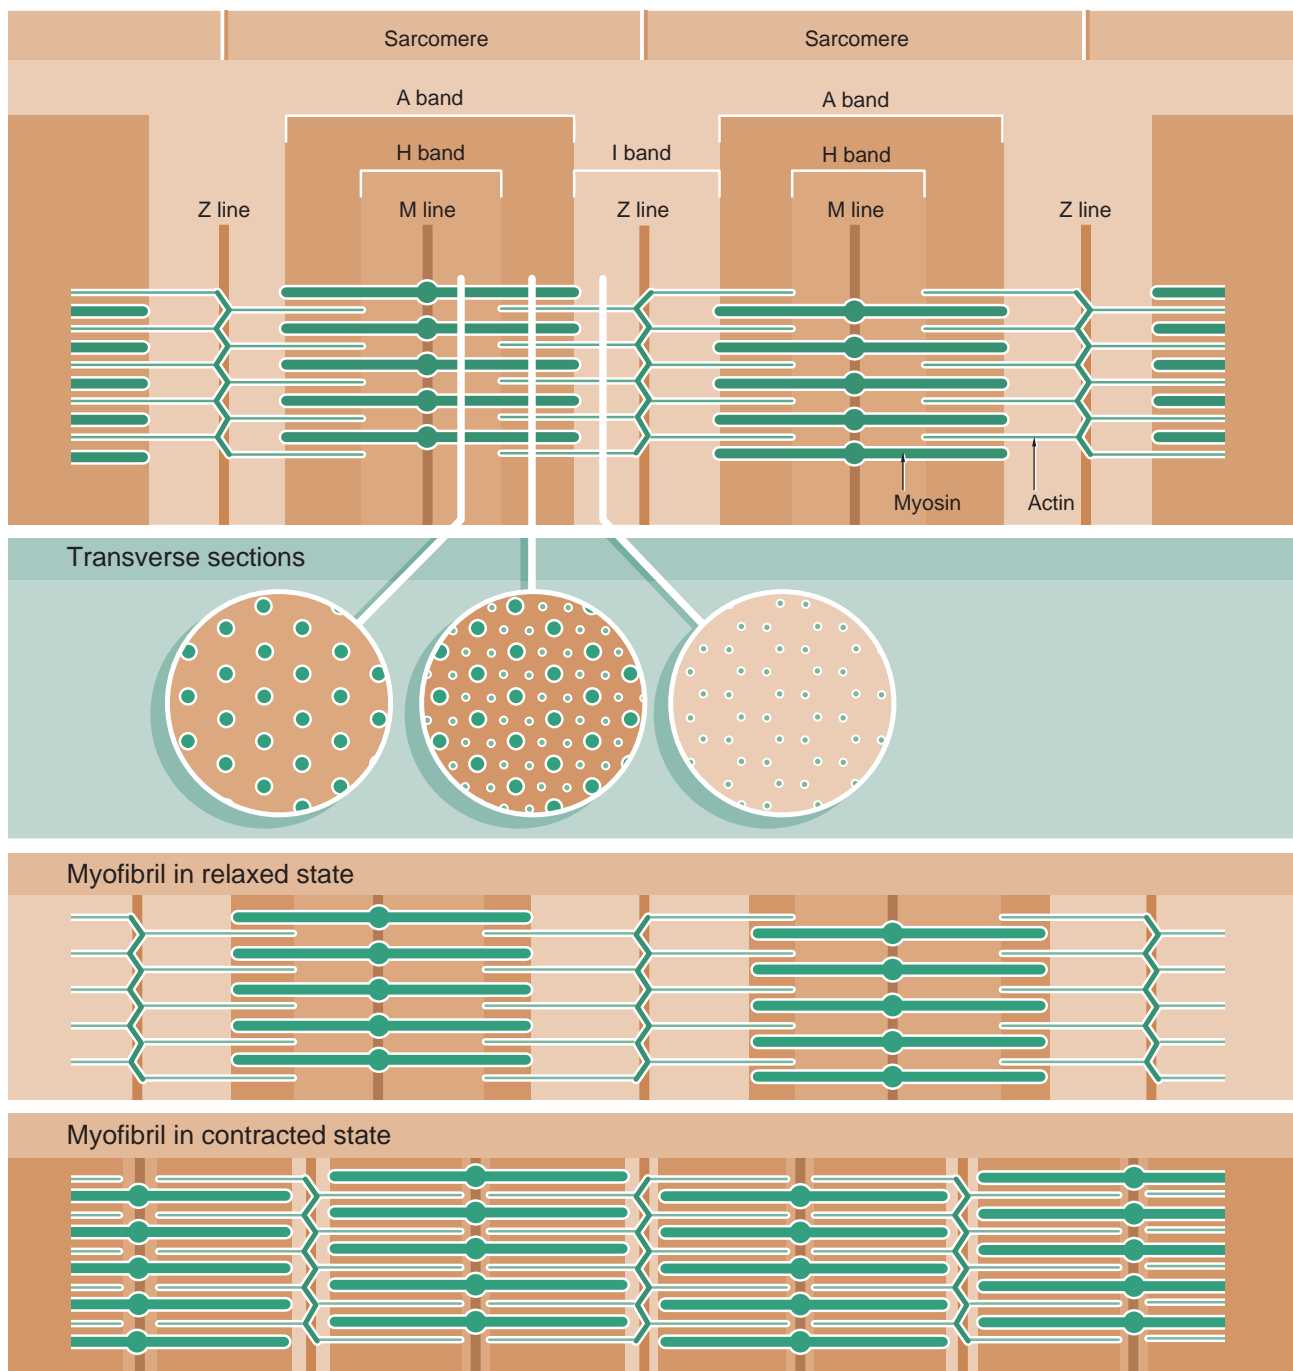 Sarcomere Sarcomere
A band A band
H band I band H band
Z line M line Z line M line Z line
Myosin Actin
Transverse sections
Myofibril in relaxed state
Myofibril in contracted state